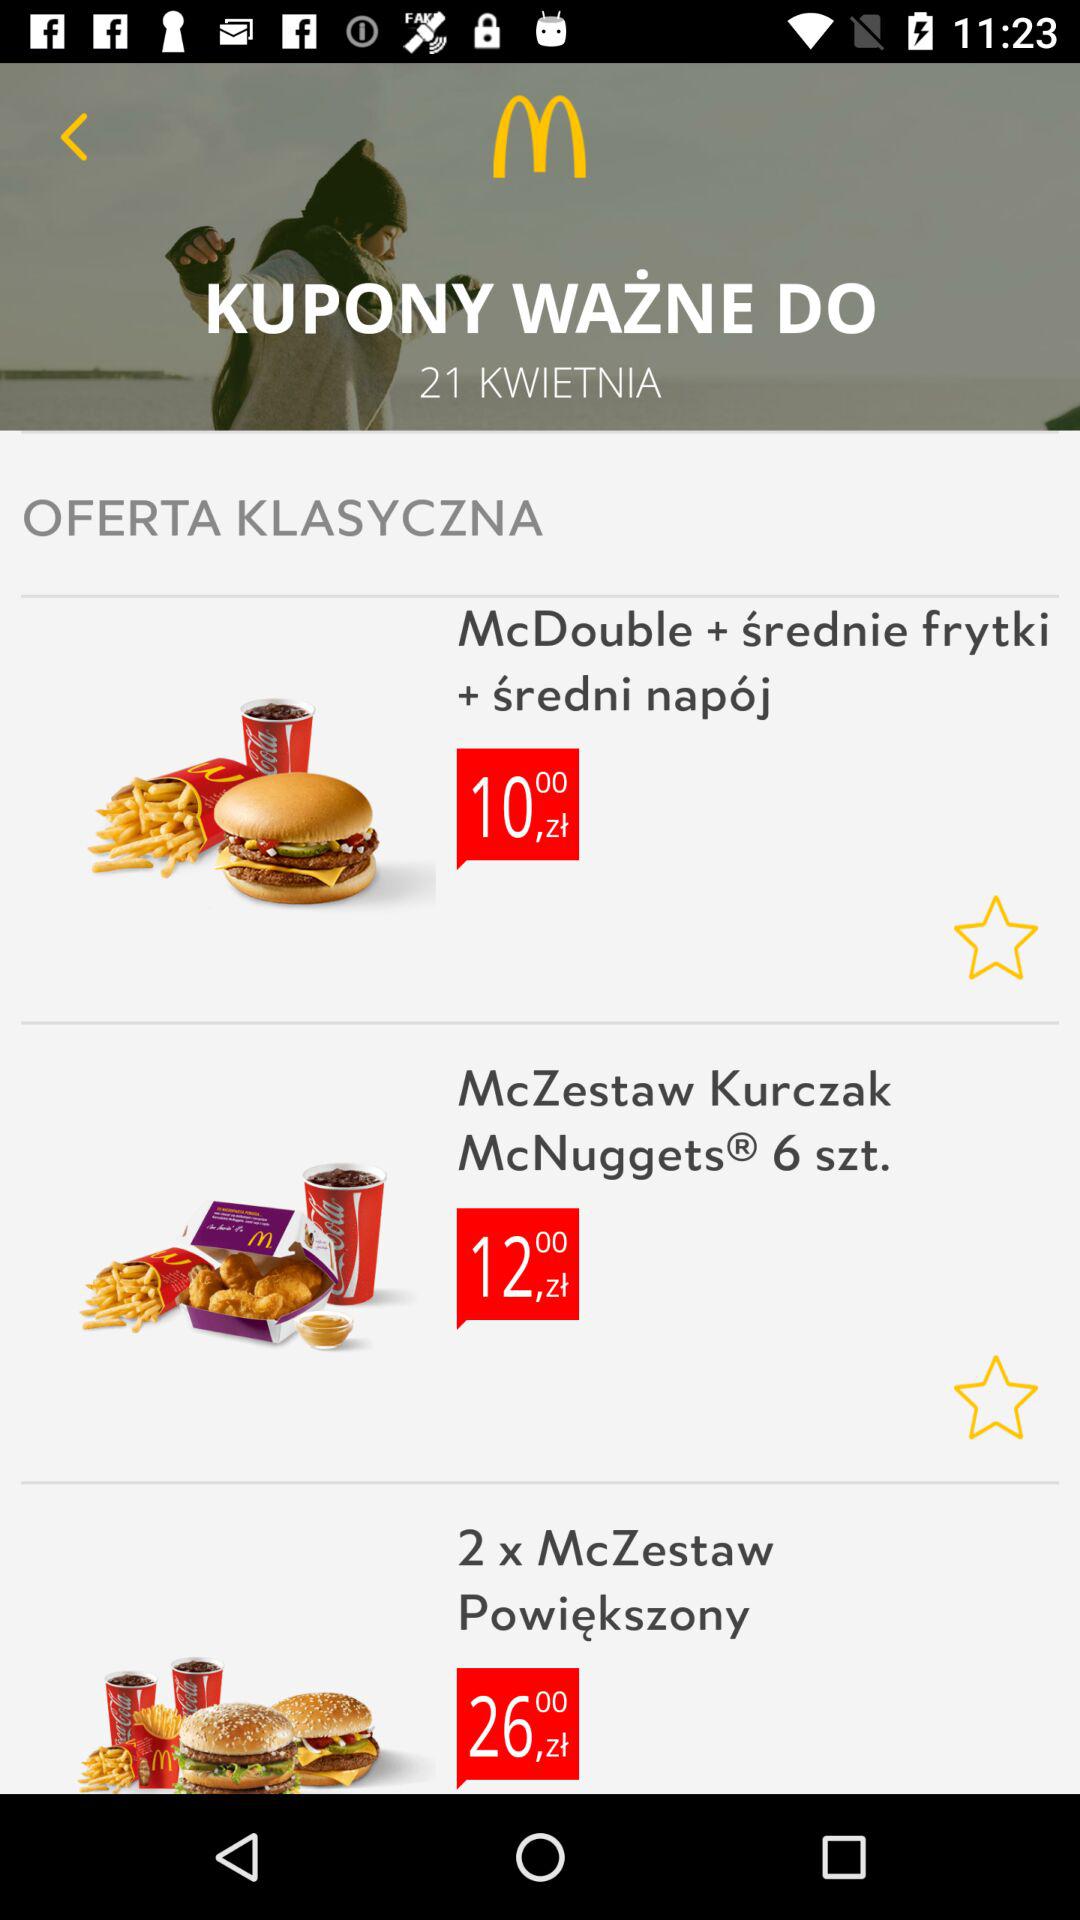 11:23
KUPONY WAŻNE DO
21 KWIETNIA
OFERTA KLASYCZNA
McDouble + średnie frytki
+ średni napój
10,00 zł
McZestaw Kurczak
McNuggets® 6 szt.
12,00 zł
2 x McZestaw
Powiększony
26,00 zł